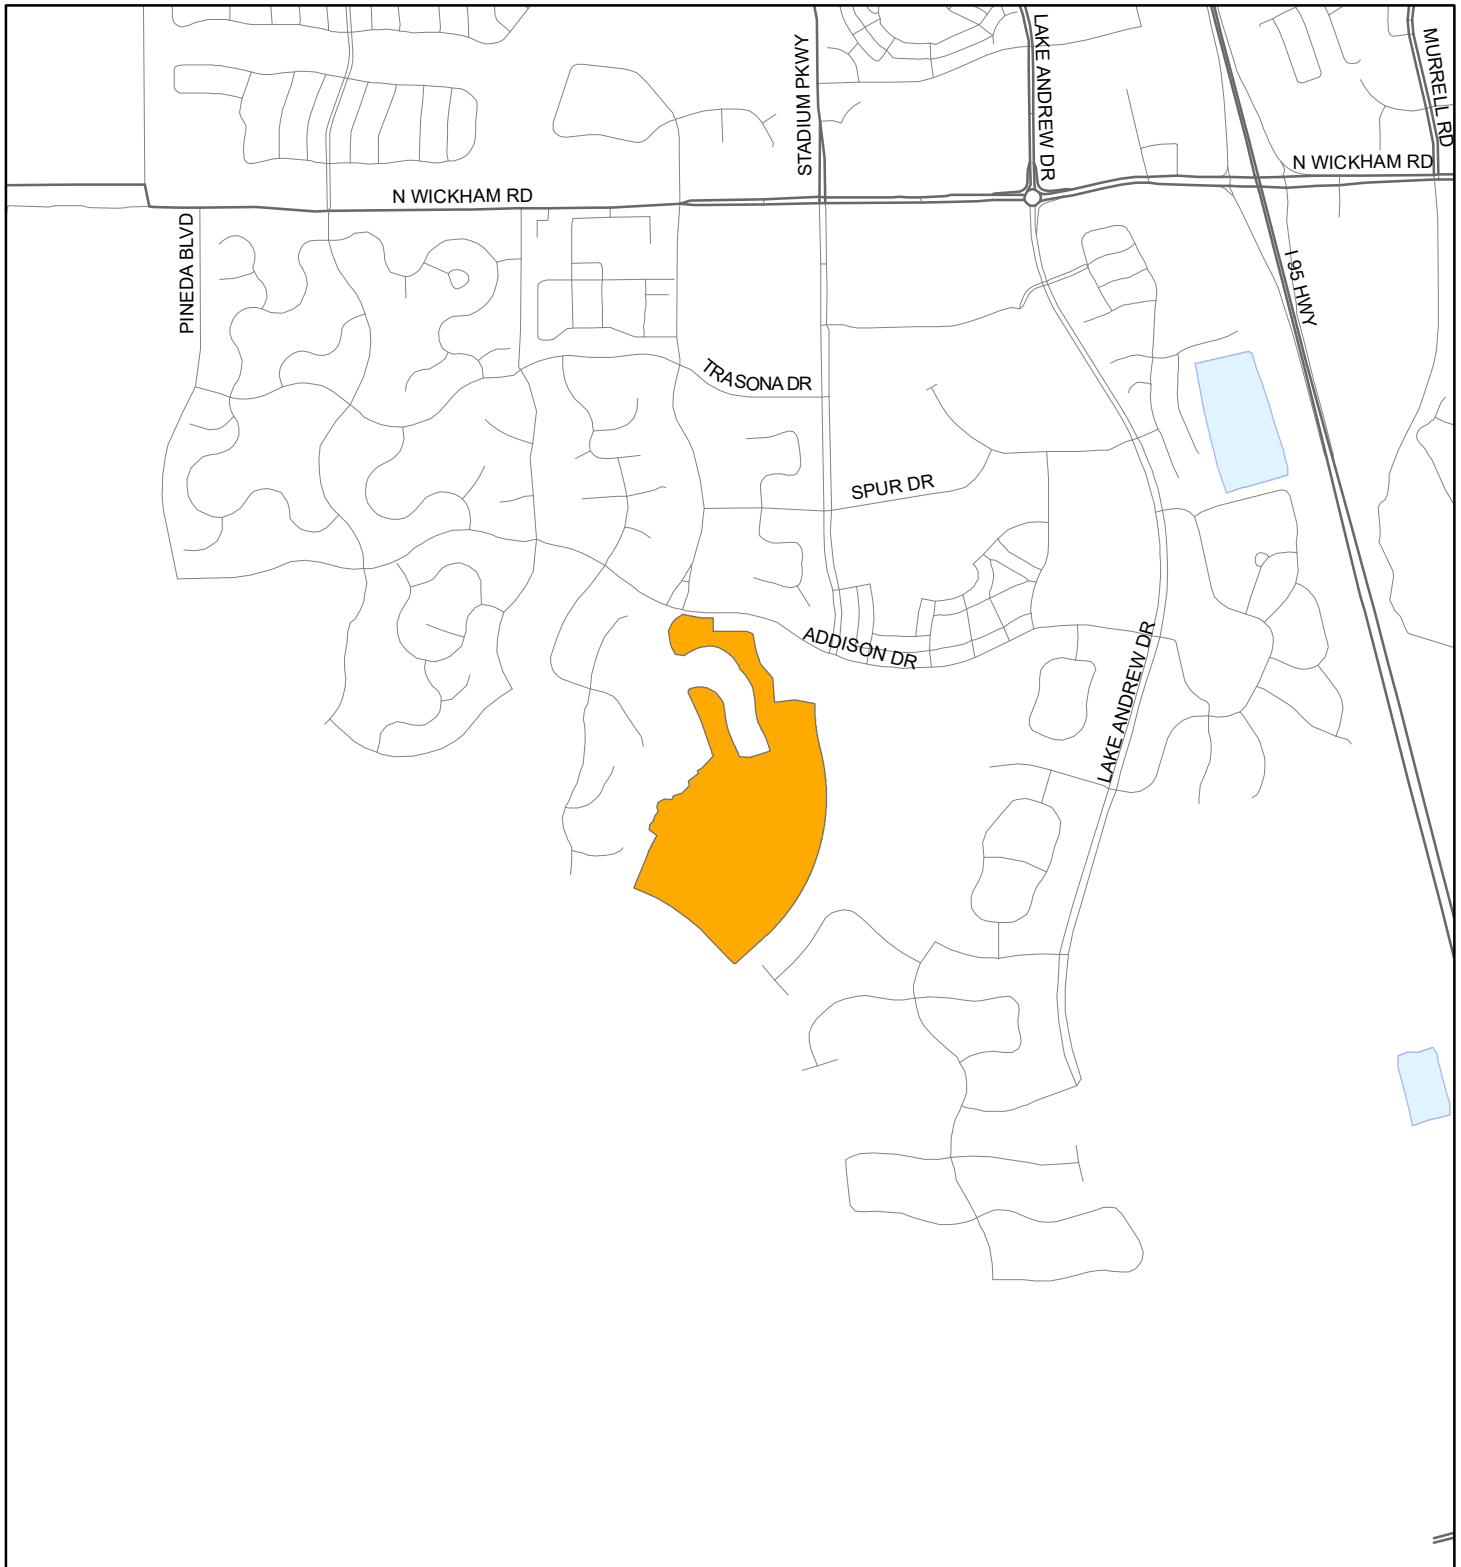 STADIUM PKWY
LAKE ANDREW DR
MURRELL RD
N WICKHAM RD
N WICKHAM RD
PINEDA BLVD
I 95 HWY
TRASONA DR
SPUR DR
ADDISON DR
LAKE ANDREW DR